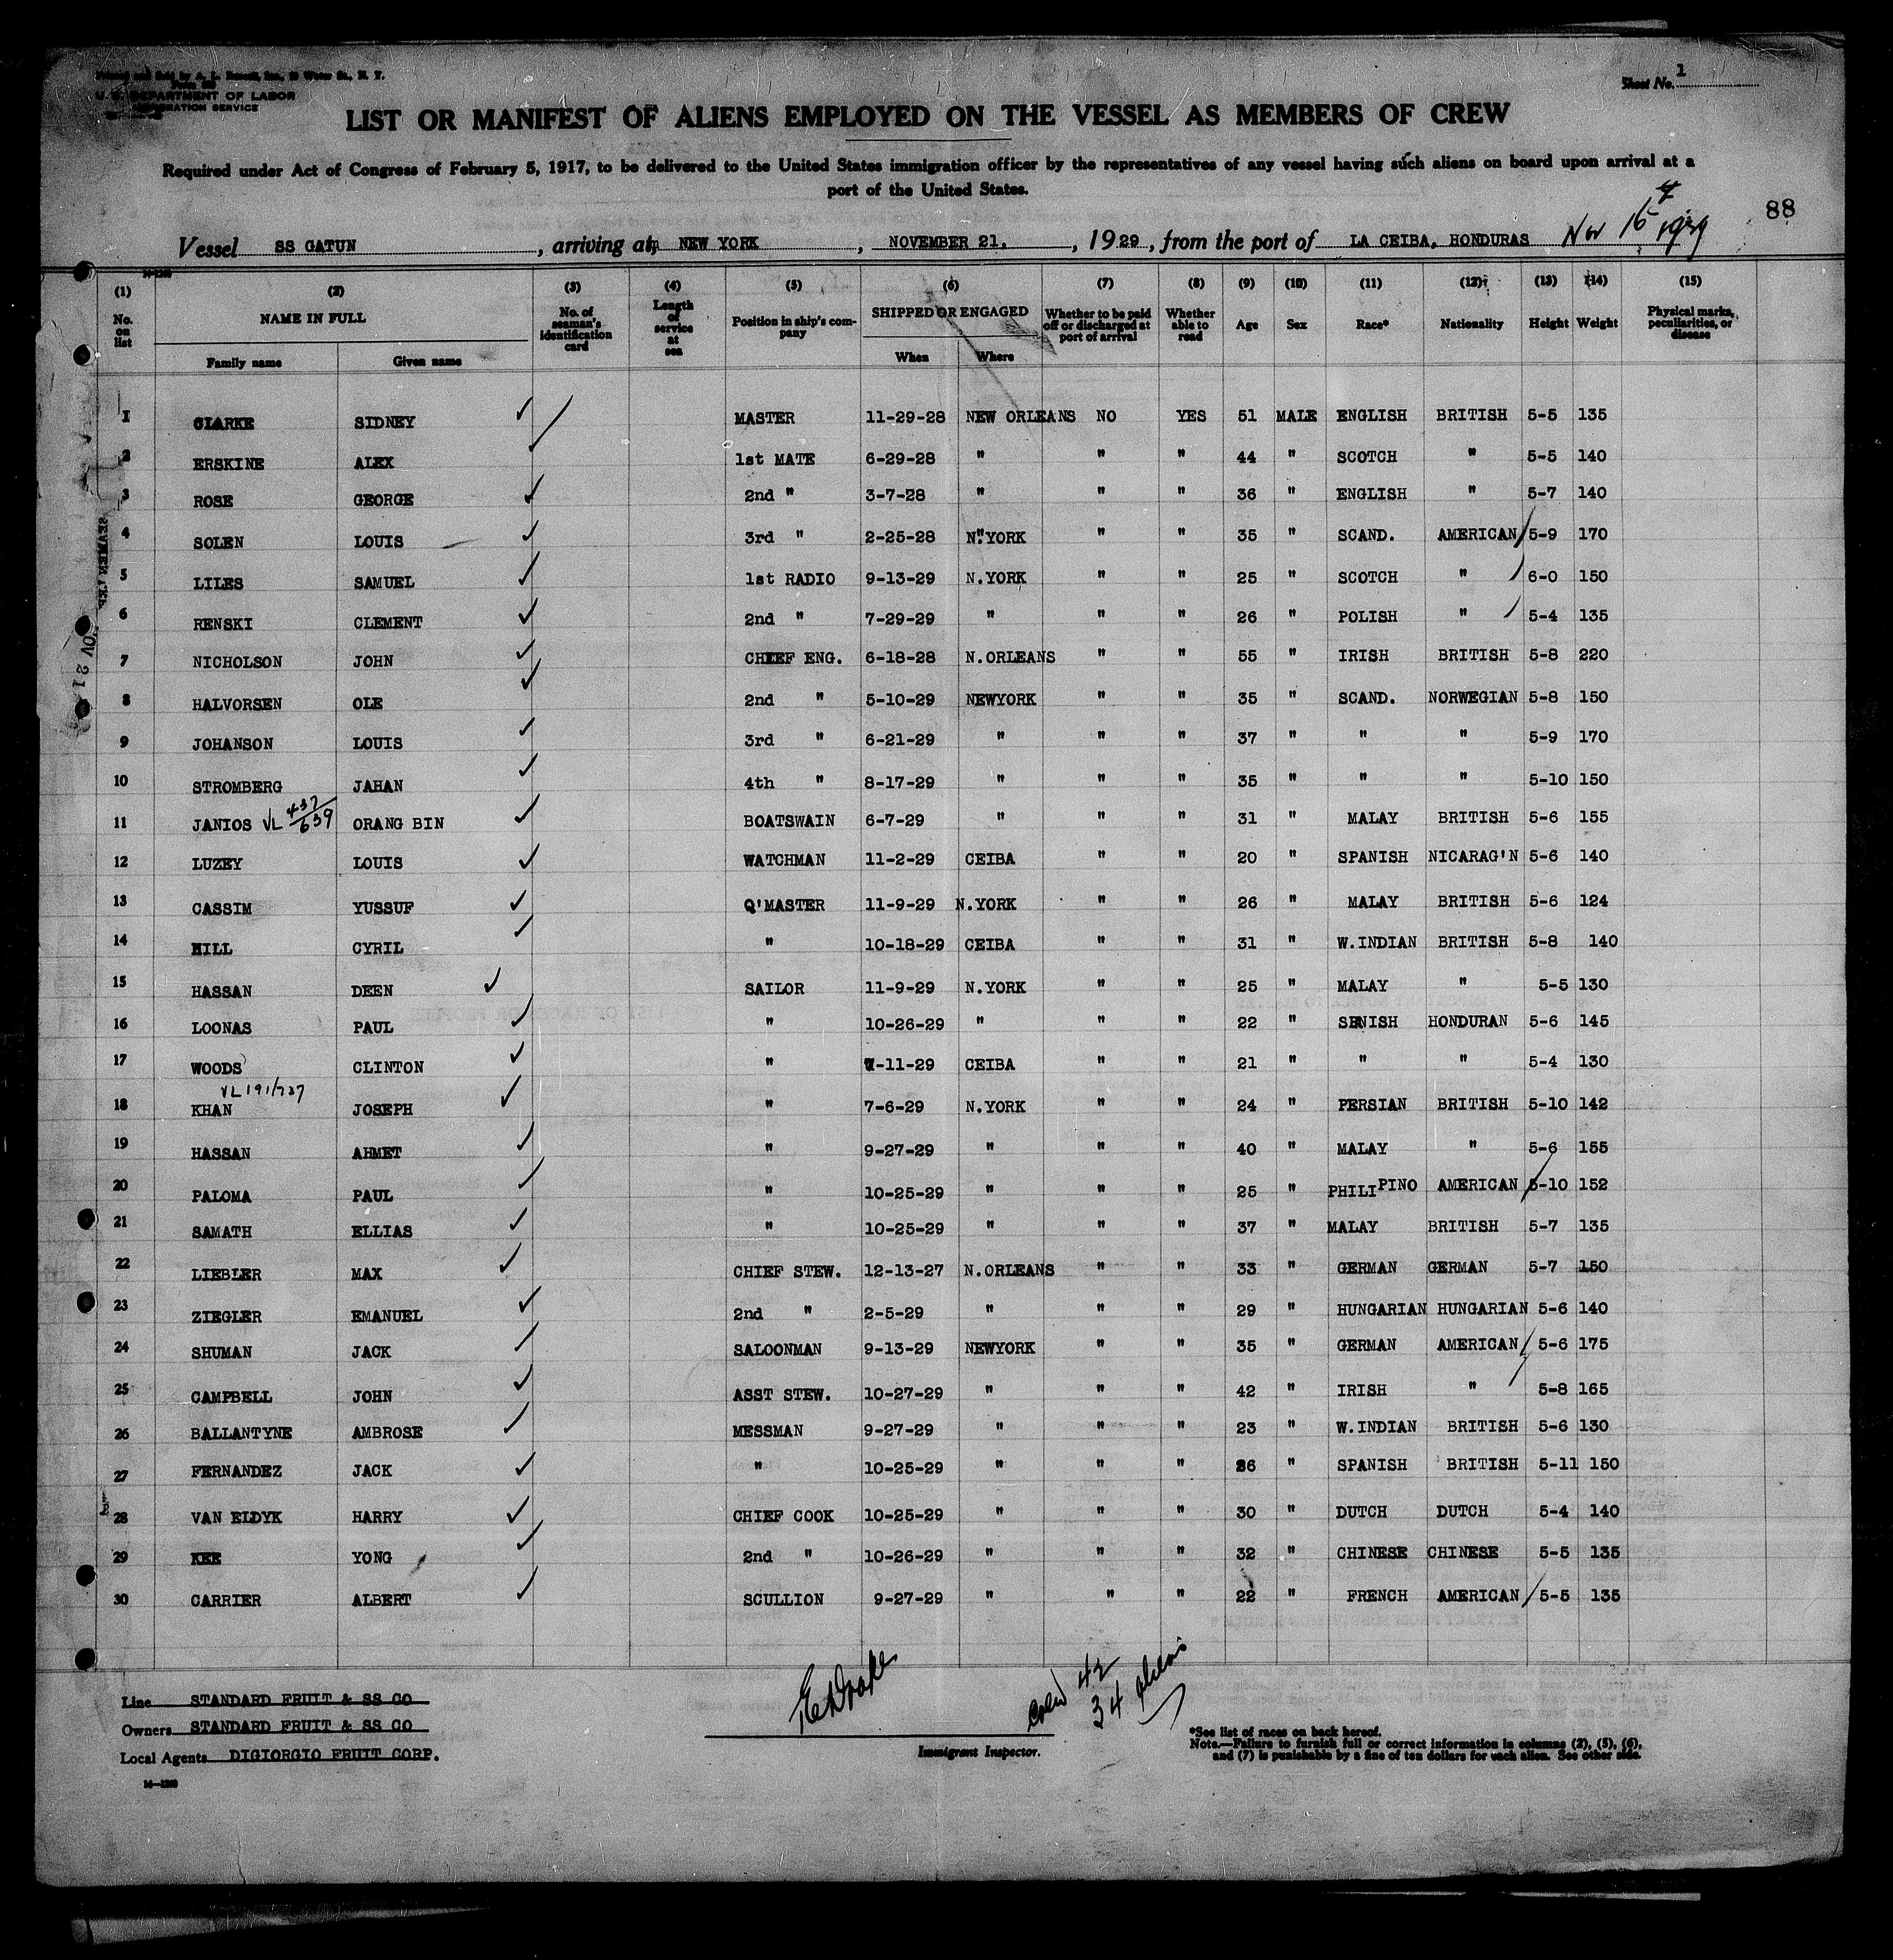 Sheet No. 1
U. S. DEPARTMENT OF LABOR
IMMIGRATION SERVICE
LIST OR MANIFEST OF ALIENS EMPLOYED ON THE VESSEL AS MEMBERS OF CREW
Required under Act of Congress of February 5, 1917, to be delivered to the United States immigration officer by the representatives of any vessel having such aliens on board upon arrival at a
port of the United States.
88
Vessel SS GATUN, arriving at NEW YORK, NOVEMBER 21, 1929, from the port of LA CEIBA, HONDURAS Nov 15 1929
(1) (2) (3) (4) (5) (6) (7) (8) (9) (10) (11) (12) (13) (14) (15)
No. on list NAME IN FULL Family name Given name No. of seaman's identification card Length of service at sea Position in ship's company SHIPPED OR ENGAGED When Where Whether to be paid off or discharged at port of arrival Whether able to read Age Sex Race* Nationality Height Weight Physical marks, peculiarities, or disease
1 CLARKE SIDNEY MASTER 11-29-28 NEW ORLEANS NO YES 51 MALE ENGLISH BRITISH 5-5 135
2 ERSKINE ALEX 1st MATE 6-29-28 " " " 44 " SCOTCH " 5-5 140
3 ROSE GEORGE 2nd " 3-7-28 " " " 36 " ENGLISH " 5-7 140
4 SOLEN LOUIS 3rd " 2-25-28 N.YORK " " 35 " SCAND. AMERICAN 5-9 170
5 LILES SAMUEL 1st RADIO 9-13-29 N.YORK " " 25 " SCOTCH " 6-0 150
6 RENSKI CLEMENT 2nd " 7-29-29 " " " 26 " POLISH " 5-4 135
7 NICHOLSON JOHN CHIEF ENG. 6-18-28 N.ORLEANS " " 55 " IRISH BRITISH 5-8 220
8 HALVORSEN OLE 2nd " 5-10-29 NEWYORK " " 35 " SCAND. NORWEGIAN 5-8 150
9 JOHANSON LOUIS 3rd " 6-21-29 " " " 37 " " " 5-9 170
10 STROMBERG JAHAN 4th " 8-17-29 " " " 35 " " " 5-10 150
11 JANIOS VL 437/639 ORANG BIN BOATSWAIN 6-7-29 " " " 31 " MALAY BRITISH 5-6 155
12 LUZEY LOUIS WATCHMAN 11-2-29 CEIBA " " 20 " SPANISH NICARAG'N 5-6 140
13 CASSIM YUSSUF Q'MASTER 11-9-29 N.YORK " " 26 " MALAY BRITISH 5-6 124
14 HILL CYRIL " 10-18-29 CEIBA " " 31 " W.INDIAN BRITISH 5-8 140
15 HASSAN DEEN SAILOR 11-9-29 N.YORK " " 25 " MALAY " 5-5 130
16 LOONAS PAUL " 10-26-29 " " " 22 " SPNISH HONDURAN 5-6 145
17 WOODS CLINTON " -11-29 CEIBA " " 21 " " " 5-4 130
VL 191/737
18 KHAN JOSEPH " 7-6-29 N.YORK " " 24 " PERSIAN BRITISH 5-10 142
19 HASSAN AHMET " 9-27-29 " " " 40 " MALAY " 5-6 155
20 PALOMA PAUL " 10-25-29 " " " 25 " PHILIPINO AMERICAN 5-10 152
21 SAMATH ELLIAS " 10-25-29 " " " 37 " MALAY BRITISH 5-7 135
22 LIEBLER MAX CHIEF STEW. 12-13-27 N.ORLEANS " " 33 " GERMAN GERMAN 5-7 150
23 ZIEGLER EMANUEL 2nd " 2-5-29 " " " 29 " HUNGARIAN HUNGARIAN 5-6 140
24 SHUMAN JACK SALOONMAN 9-13-29 NEWYORK " " 35 " GERMAN AMERICAN 5-6 175
25 CAMPBELL JOHN ASST STEW. 10-27-29 " " " 42 " IRISH " 5-8 165
26 BALLANTYNE AMBROSE MESSMAN 9-27-29 " " " 23 " W.INDIAN BRITISH 5-6 130
27 FERNANDEZ JACK " 10-25-29 " " " 26 " SPANISH BRITISH 5-11 150
28 VAN ELDYK HARRY CHIEF COOK 10-25-29 " " " 30 " DUTCH DUTCH 5-4 140
29 KEE YONG 2nd " 10-26-29 " " " 32 " CHINESE CHINESE 5-5 135
30 CARRIER ALBERT SCULLION 9-27-29 " " " 22 " FRENCH AMERICAN 5-5 135
Line STANDARD FRUIT & SS CO
Owners STANDARD FRUIT & SS CO
Local Agents DIGIORGIO FRUIT CORP.
Immigrant Inspector.
crew 42
34 aliens
*See list of races on back hereof.
Note.—Failure to furnish full or correct information in columns (2), (5), (6),
and (7) is punishable by a fine of ten dollars for each alien. See other side.